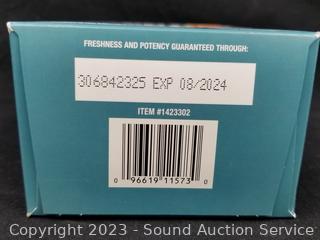 FRESHNESS AND POTENCY GUARANTEED THROUGH:
306842325 EXP 08/2024
ITEM #1423302
0 96619 11573 0
Copyright 2023 - Sound Auction Service